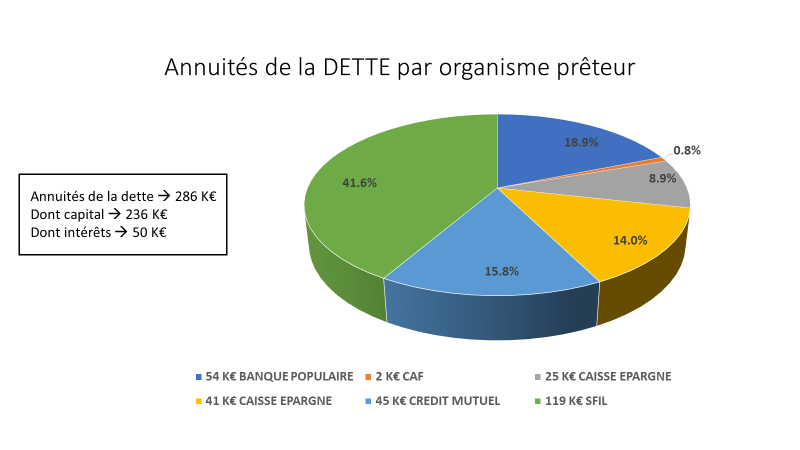 Annuités de la DETTE par organisme prêteur
Annuités de la dette → 286 K€
Dont capital → 236 K€
Dont intérêts → 50 K€
18.9%
0.8%
8.9%
14.0%
15.8%
41.6%
54 K€ BANQUE POPULAIRE
2 K€ CAF
25 K€ CAISSE EPARGNE
41 K€ CAISSE EPARGNE
45 K€ CREDIT MUTUEL
119 K€ SFIL